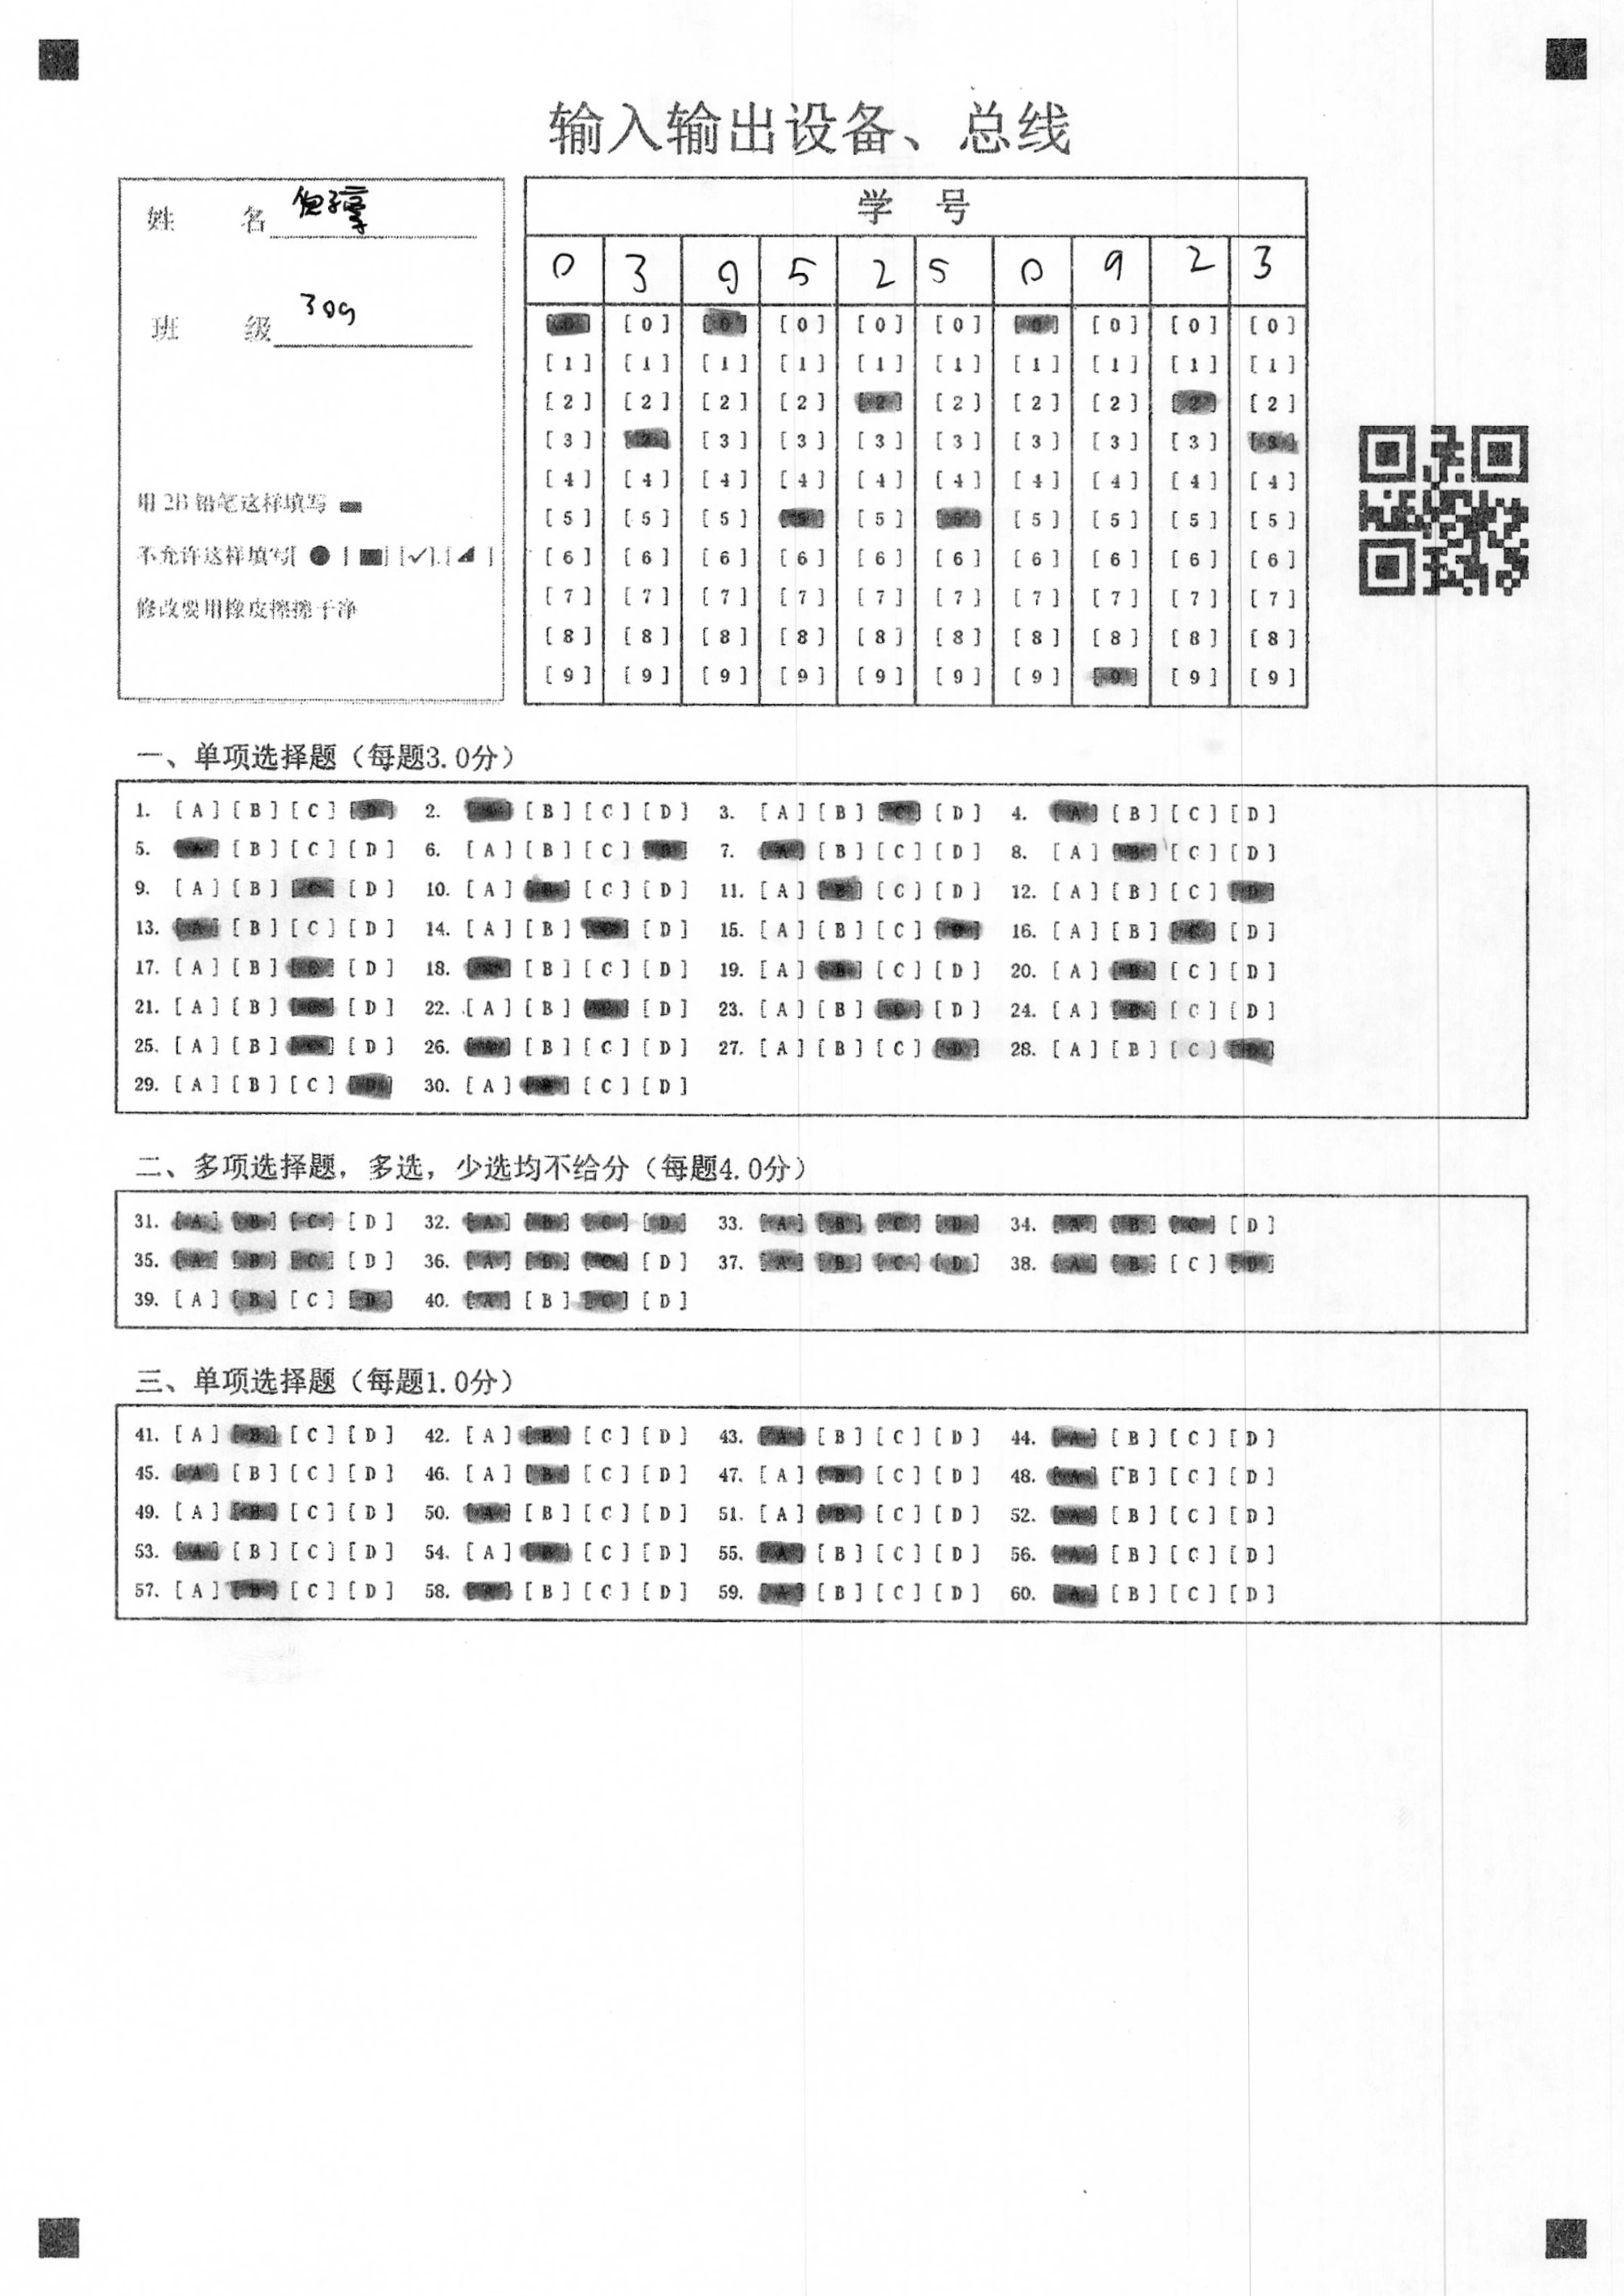 输入输出设备、总线
姓 名
班 级 309
用 2B 铅笔这样填写
不允许这样填写[ ● ] [■] [✓] [◢ ]
修改要用橡皮擦擦干净
学 号
0 3 0 5 2 5 0 9 2 3
[0] [0] [0] [0] [0] [0] [0] [0] [0] [0]
[1] [1] [1] [1] [1] [1] [1] [1] [1] [1]
[2] [2] [2] [2] [2] [2] [2] [2] [2] [2]
[3] [3] [3] [3] [3] [3] [3] [3] [3] [3]
[4] [4] [4] [4] [4] [4] [4] [4] [4] [4]
[5] [5] [5] [5] [5] [5] [5] [5] [5] [5]
[6] [6] [6] [6] [6] [6] [6] [6] [6] [6]
[7] [7] [7] [7] [7] [7] [7] [7] [7] [7]
[8] [8] [8] [8] [8] [8] [8] [8] [8] [8]
[9] [9] [9] [9] [9] [9] [9] [9] [9] [9]
一、单项选择题（每题3.0分）
1. [A] [B] [C] [D] 2. [A] [B] [C] [D] 3. [A] [B] [C] [D] 4. [A] [B] [C] [D]
5. [A] [B] [C] [D] 6. [A] [B] [C] [D] 7. [A] [B] [C] [D] 8. [A] [B] [C] [D]
9. [A] [B] [C] [D] 10. [A] [B] [C] [D] 11. [A] [B] [C] [D] 12. [A] [B] [C] [D]
13. [A] [B] [C] [D] 14. [A] [B] [C] [D] 15. [A] [B] [C] [D] 16. [A] [B] [C] [D]
17. [A] [B] [C] [D] 18. [A] [B] [C] [D] 19. [A] [B] [C] [D] 20. [A] [B] [C] [D]
21. [A] [B] [C] [D] 22. [A] [B] [C] [D] 23. [A] [B] [C] [D] 24. [A] [B] [C] [D]
25. [A] [B] [C] [D] 26. [A] [B] [C] [D] 27. [A] [B] [C] [D] 28. [A] [B] [C] [D]
29. [A] [B] [C] [D] 30. [A] [B] [C] [D]
二、多项选择题，多选，少选均不给分（每题4.0分）
31. [A] [B] [C] [D] 32. [A] [B] [C] [D] 33. [A] [B] [C] [D] 34. [A] [B] [C] [D]
35. [A] [B] [C] [D] 36. [A] [B] [C] [D] 37. [A] [B] [C] [D] 38. [A] [B] [C] [D]
39. [A] [B] [C] [D] 40. [A] [B] [C] [D]
三、单项选择题（每题1.0分）
41. [A] [B] [C] [D] 42. [A] [B] [C] [D] 43. [A] [B] [C] [D] 44. [A] [B] [C] [D]
45. [A] [B] [C] [D] 46. [A] [B] [C] [D] 47. [A] [B] [C] [D] 48. [A] [B] [C] [D]
49. [A] [B] [C] [D] 50. [A] [B] [C] [D] 51. [A] [B] [C] [D] 52. [A] [B] [C] [D]
53. [A] [B] [C] [D] 54. [A] [B] [C] [D] 55. [A] [B] [C] [D] 56. [A] [B] [C] [D]
57. [A] [B] [C] [D] 58. [A] [B] [C] [D] 59. [A] [B] [C] [D] 60. [A] [B] [C] [D]